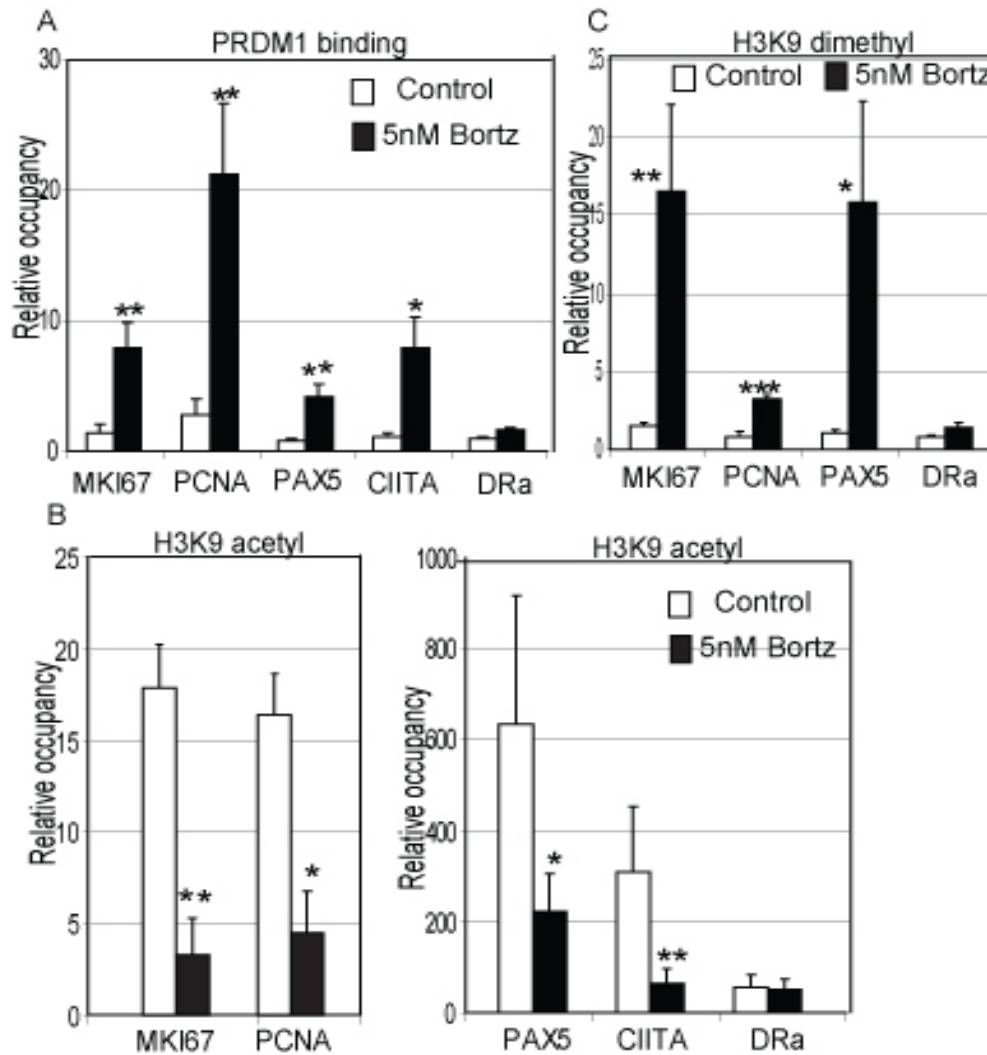 A
PRDM1 binding
30
20
10
0
Relative occupancy
Control
5nM Bortz
**
**
**
*
MKI67 PCNA PAX5 CIITA DRa
C
H3K9 dimethyl
25
20
15
10
5
0
Relative occupancy
Control 5nM Bortz
**
***
*
MKI67 PCNA PAX5 DRa
B
H3K9 acetyl
25
20
15
10
5
0
Relative occupancy
**
*
MKI67 PCNA
H3K9 acetyl
1000
800
600
400
200
0
Relative occupancy
Control
5nM Bortz
*
**
PAX5 CIITA DRa